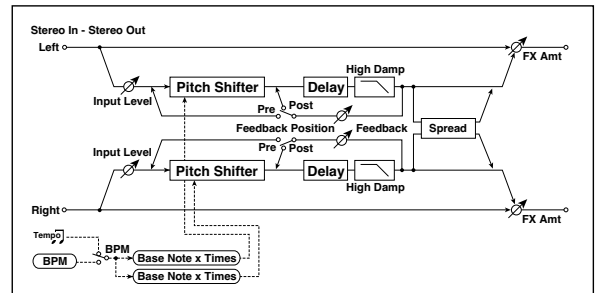 Stereo In - Stereo Out
Left
FX Amt
High Damp
Input Level
Pitch Shifter
Delay
Pre
Post
Feedback Position
Feedback
Spread
Pre
Post
Input Level
Pitch Shifter
Delay
High Damp
Right
FX Amt
Tempo
BPM
BPM
Base Note x Times
Base Note x Times